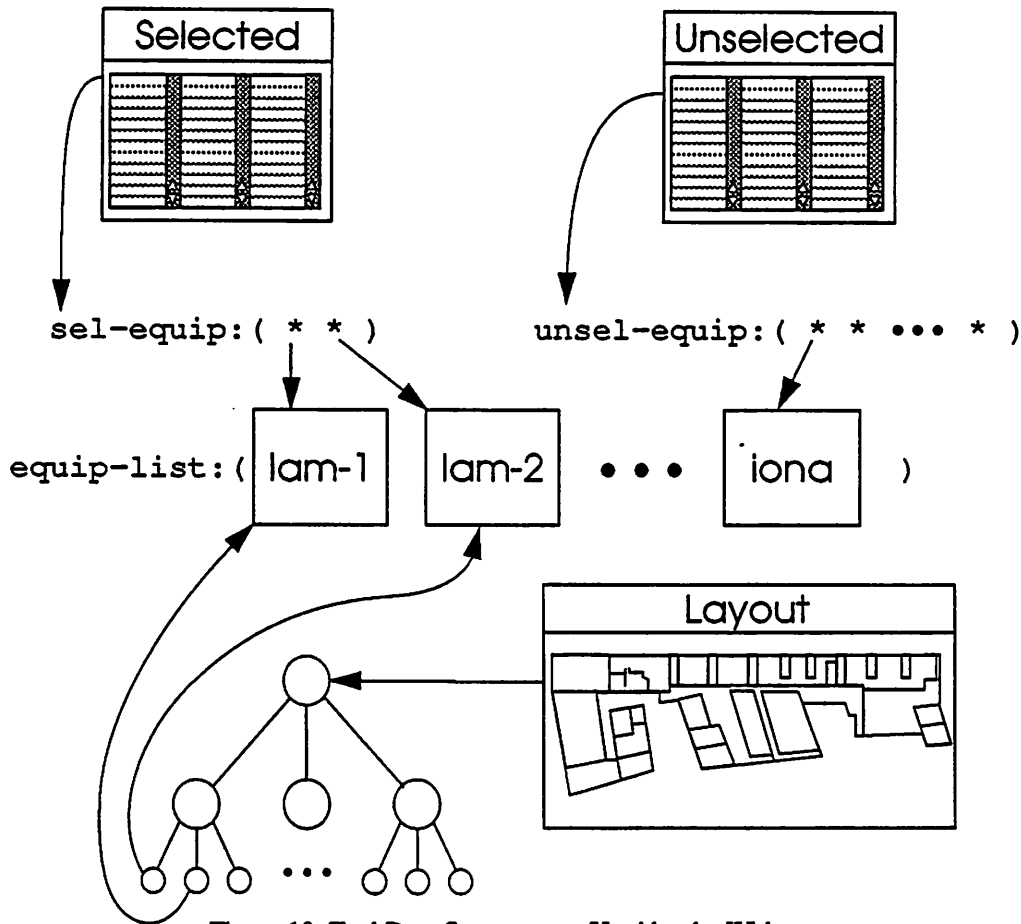 Selected
Unselected
sel-equip:( * * )
unsel-equip:( * * ••• * )
equip-list:( lam-1 lam-2 ••• iona )
Layout
•••